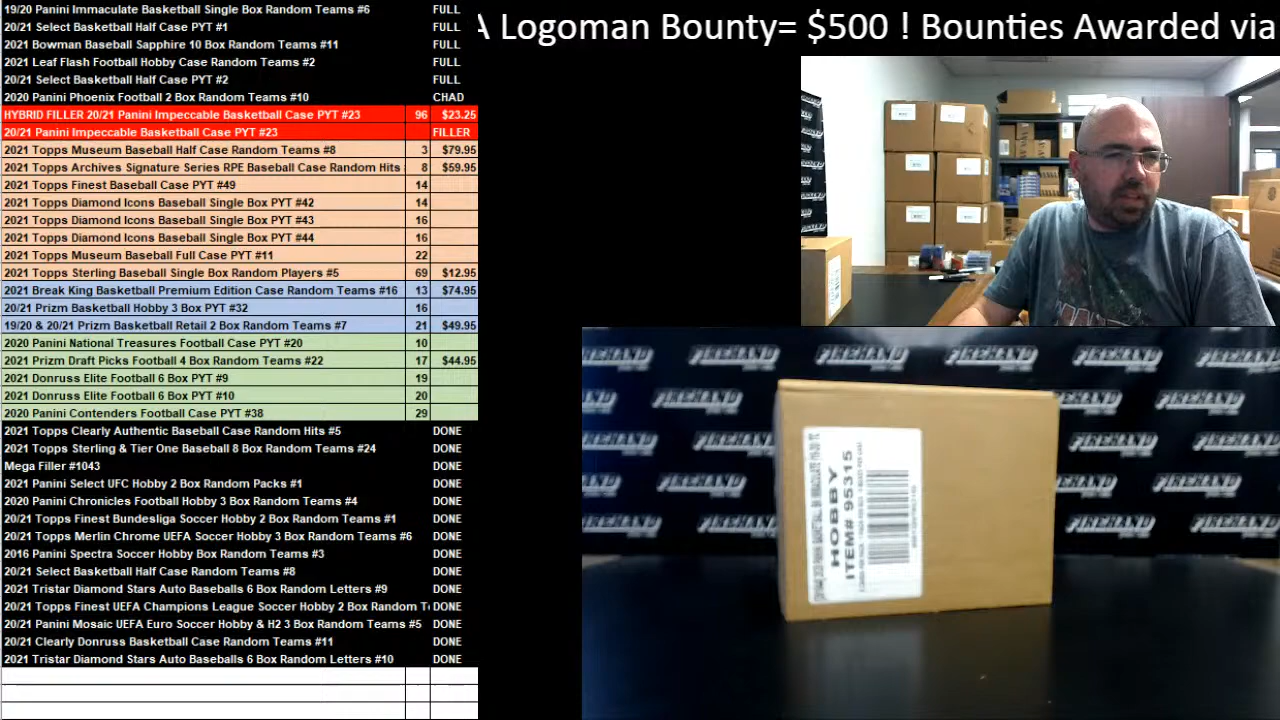 19/20 Panini Immaculate Basketball Single Box Random Teams #6 FULL
20/21 Select Basketball Half Case PYT #1 FULL
2021 Bowman Baseball Sapphire 10 Box Random Teams #11 FULL
2021 Leaf Flash Football Hobby Case Random Teams #2 FULL
20/21 Select Basketball Half Case PYT #2 FULL
2020 Panini Phoenix Football 2 Box Random Teams #10 CHAD
HYBRID FILLER 20/21 Panini Impeccable Basketball Case PYT #23 96 $23.25
20/21 Panini Impeccable Basketball Case PYT #23 FILLER
2021 Topps Museum Baseball Half Case Random Teams #8 3 $79.95
2021 Topps Archives Signature Series RPE Baseball Case Random Hits 8 $59.95
2021 Topps Finest Baseball Case PYT #49 14
2021 Topps Diamond Icons Baseball Single Box PYT #42 14
2021 Topps Diamond Icons Baseball Single Box PYT #43 16
2021 Topps Diamond Icons Baseball Single Box PYT #44 16
2021 Topps Museum Baseball Full Case PYT #11 22
2021 Topps Sterling Baseball Single Box Random Players #5 69 $12.95
2021 Break King Basketball Premium Edition Case Random Teams #16 13 $74.95
20/21 Prizm Basketball Hobby 3 Box PYT #32 16
19/20 & 20/21 Prizm Basketball Retail 2 Box Random Teams #7 21 $49.95
2020 Panini National Treasures Football Case PYT #20 10
2021 Prizm Draft Picks Football 4 Box Random Teams #22 17 $44.95
2021 Donruss Elite Football 6 Box PYT #9 19
2021 Donruss Elite Football 6 Box PYT #10 20
2020 Panini Contenders Football Case PYT #38 29
2021 Topps Clearly Authentic Baseball Case Random Hits #5 DONE
2021 Topps Sterling & Tier One Baseball 8 Box Random Teams #24 DONE
Mega Filler #1043 DONE
2021 Panini Select UFC Hobby 2 Box Random Packs #1 DONE
2020 Panini Chronicles Football Hobby 3 Box Random Teams #4 DONE
20/21 Topps Finest Bundesliga Soccer Hobby 2 Box Random Teams #1 DONE
20/21 Topps Merlin Chrome UEFA Soccer Hobby 3 Box Random Teams #6 DONE
2016 Panini Spectra Soccer Hobby Box Random Teams #3 DONE
20/21 Select Basketball Half Case Random Teams #8 DONE
2021 Tristar Diamond Stars Auto Baseballs 6 Box Random Letters #9 DONE
20/21 Topps Finest UEFA Champions League Soccer Hobby 2 Box Random T DONE
20/21 Panini Mosaic UEFA Euro Soccer Hobby & H2 3 Box Random Teams #5 DONE
20/21 Clearly Donruss Basketball Case Random Teams #11 DONE
2021 Tristar Diamond Stars Auto Baseballs 6 Box Random Letters #10 DONE
A Logoman Bounty= $500 ! Bounties Awarded via
FIREHAND
HOBBY
ITEM# 95315